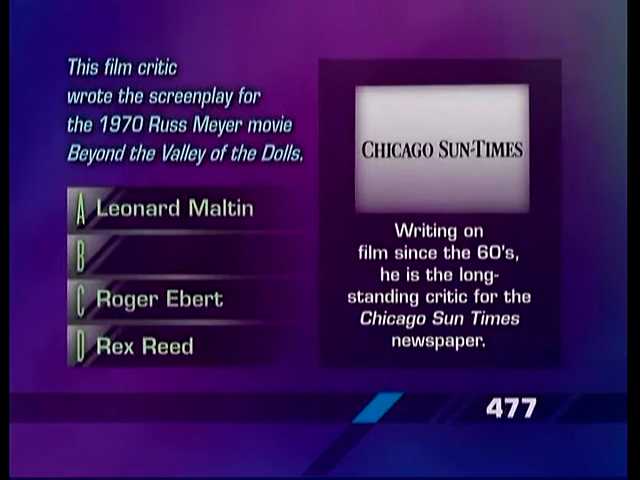 This film critic
wrote the screenplay for
the 1970 Russ Meyer movie
Beyond the Valley of the Dolls.
A Leonard Maltin
B
C Roger Ebert
D Rex Reed
CHICAGO SUN-TIMES
Writing on
film since the 60's,
he is the long-
standing critic for the
Chicago Sun Times
newspaper.
477